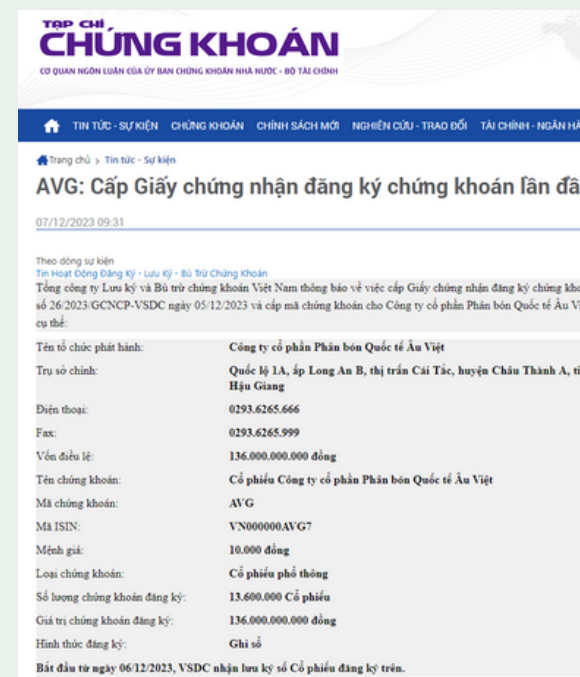 TẠP CHÍ
CHỨNG KHOÁN
CƠ QUAN NGÔN LUẬN CỦA ỦY BAN CHỨNG KHOÁN NHÀ NƯỚC - BỘ TÀI CHÍNH
TIN TỨC - SỰ KIỆN CHỨNG KHOÁN CHÍNH SÁCH MỚI NGHIÊN CỨU - TRAO ĐỔI TÀI CHÍNH - NGÂN HÀ
Trang chủ > Tin tức - Sự kiện
AVG: Cấp Giấy chứng nhận đăng ký chứng khoán lần đầ
07/12/2023 09:31
Theo dòng sự kiện
Tin Hoạt Động Đăng Ký - Lưu Ký - Bù Trừ Chứng Khoán
Tổng công ty Lưu ký và Bù trừ chứng khoán Việt Nam thông báo về việc cấp Giấy chứng nhận đăng ký chứng kho
số 26/2023/GCNCP-VSDC ngày 05/12/2023 và cấp mã chứng khoán cho Công ty cổ phần Phân bón Quốc tế Âu Vi
cụ thể:
Tên tổ chức phát hành: Công ty cổ phần Phân bón Quốc tế Âu Việt
Trụ sở chính: Quốc lộ 1A, ấp Long An B, thị trấn Cái Tắc, huyện Châu Thành A, tỉ
Hậu Giang
Điện thoại: 0293.6265.666
Fax: 0293.6265.999
Vốn điều lệ: 136.000.000.000 đồng
Tên chứng khoán: Cổ phiếu Công ty cổ phần Phân bón Quốc tế Âu Việt
Mã chứng khoán: AVG
Mã ISIN: VN000000AVG7
Mệnh giá: 10.000 đồng
Loại chứng khoán: Cổ phiếu phổ thông
Số lượng chứng khoán đăng ký: 13.600.000 Cổ phiếu
Giá trị chứng khoán đăng ký: 136.000.000.000 đồng
Hình thức đăng ký: Ghi sổ
Bắt đầu từ ngày 06/12/2023, VSDC nhận lưu ký số Cổ phiếu đăng ký trên.